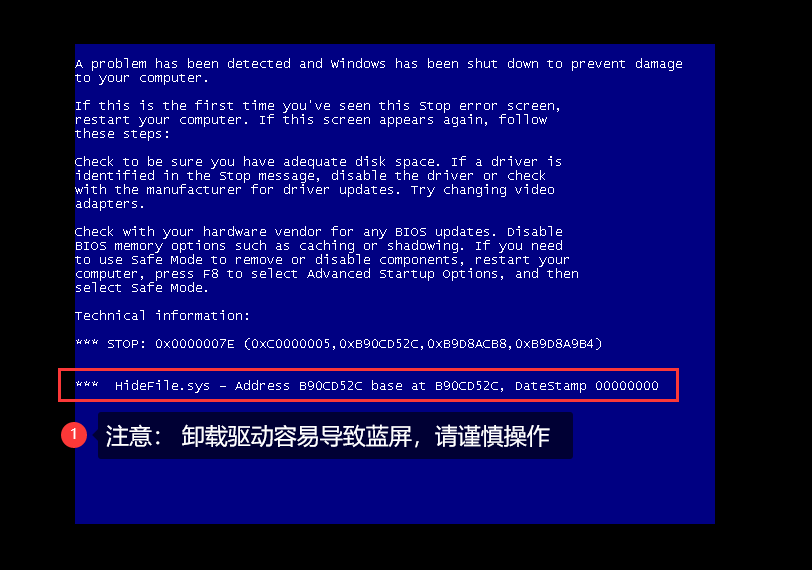 A problem has been detected and Windows has been shut down to prevent damage
to your computer.
If this is the first time you've seen this Stop error screen,
restart your computer. If this screen appears again, follow
these steps:
Check to be sure you have adequate disk space. If a driver is
identified in the Stop message, disable the driver or check
with the manufacturer for driver updates. Try changing video
adapters.
Check with your hardware vendor for any BIOS updates. Disable
BIOS memory options such as caching or shadowing. If you need
to use Safe Mode to remove or disable components, restart your
computer, press F8 to select Advanced Startup Options, and then
select Safe Mode.
Technical information:
*** STOP: 0x0000007E (0xC0000005,0xB90CD52C,0xB9D8ACB8,0xB9D8A9B4)
*** HideFile.sys - Address B90CD52C base at B90CD52C, DateStamp 00000000
1 注意： 卸载驱动容易导致蓝屏，请谨慎操作